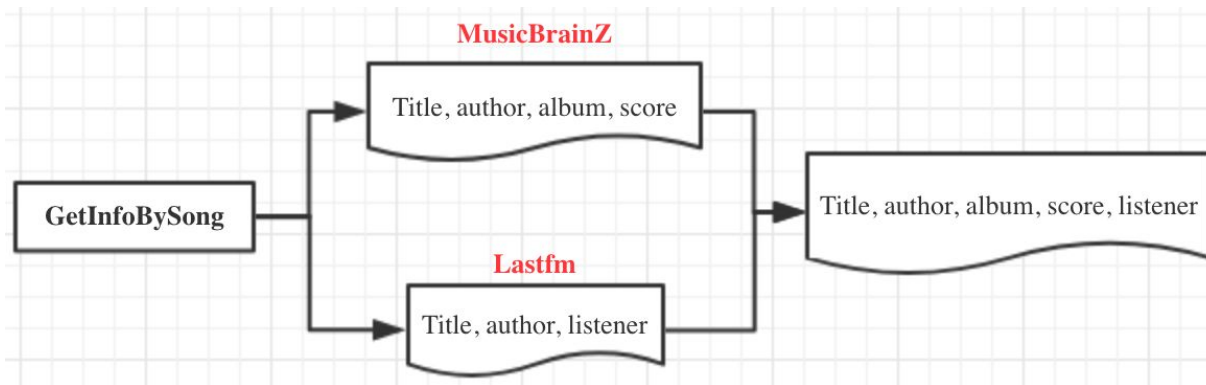 MusicBrainZ
Title, author, album, score
GetInfoBySong
Title, author, album, score, listener
Lastfm
Title, author, listener